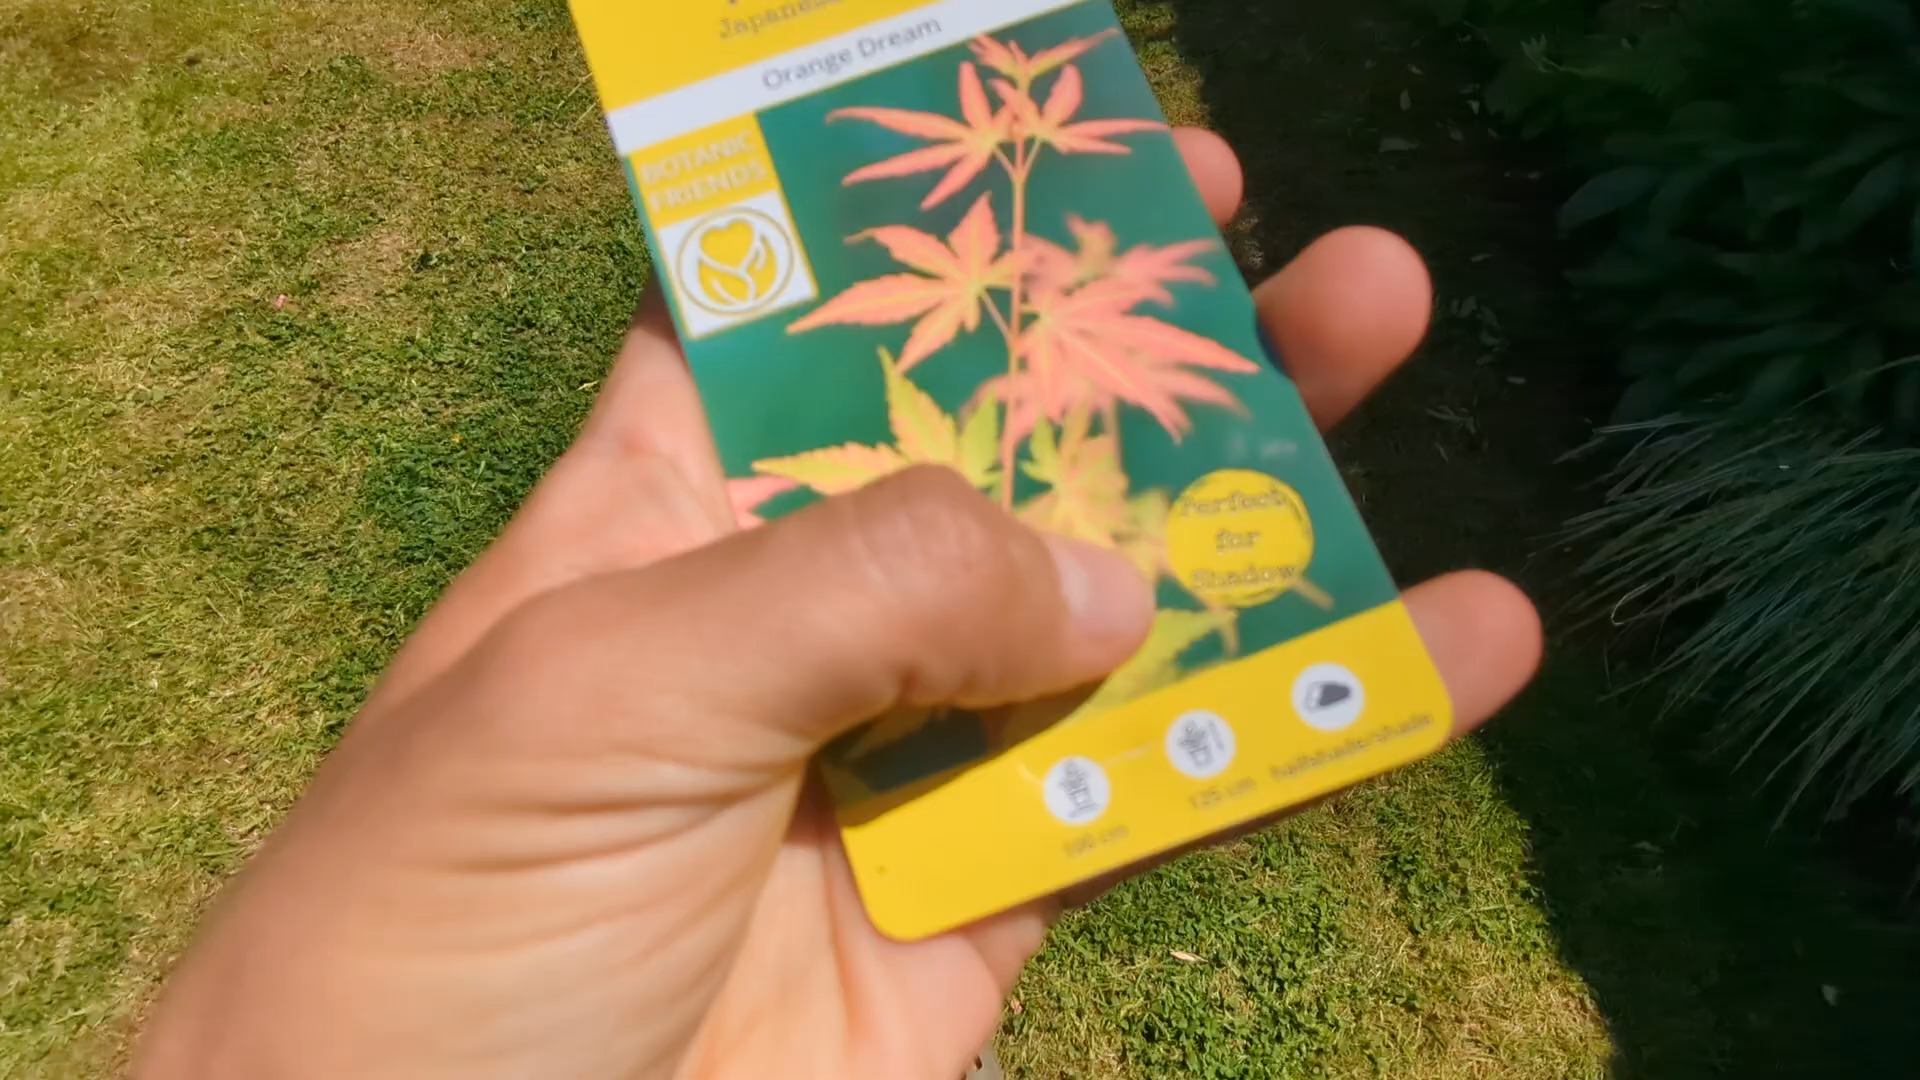 Japanese
Orange Dream
BOTANIC
FRIENDS
Perfect
for
Shadow
125 cm
halfshade/shade